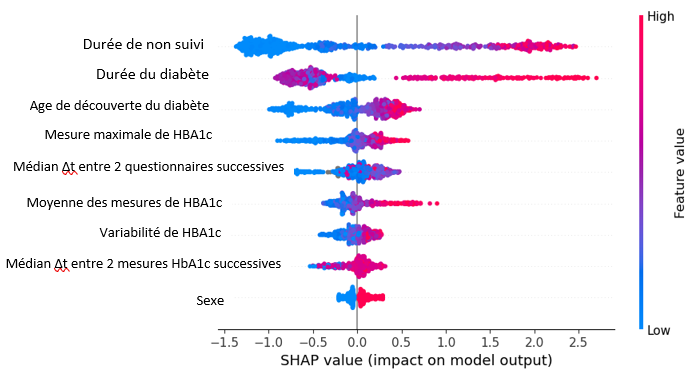 High
Durée de non suivi
Durée du diabète
Age de découverte du diabète
Mesure maximale de HBA1c
Médian Δt entre 2 questionnaires successives
Moyenne des mesures de HBA1c
Variabilité de HBA1c
Médian Δt entre 2 mesures HbA1c successives
Sexe
Feature value
Low
−1.5 −1.0 −0.5 0.0 0.5 1.0 1.5 2.0 2.5
SHAP value (impact on model output)